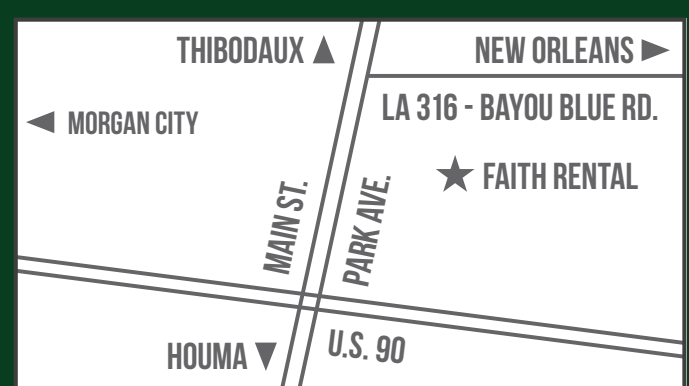 THIBODAUX
NEW ORLEANS
LA 316 - BAYOU BLUE RD.
MORGAN CITY
FAITH RENTAL
MAIN ST.
PARK AVE.
U.S. 90
HOUMA